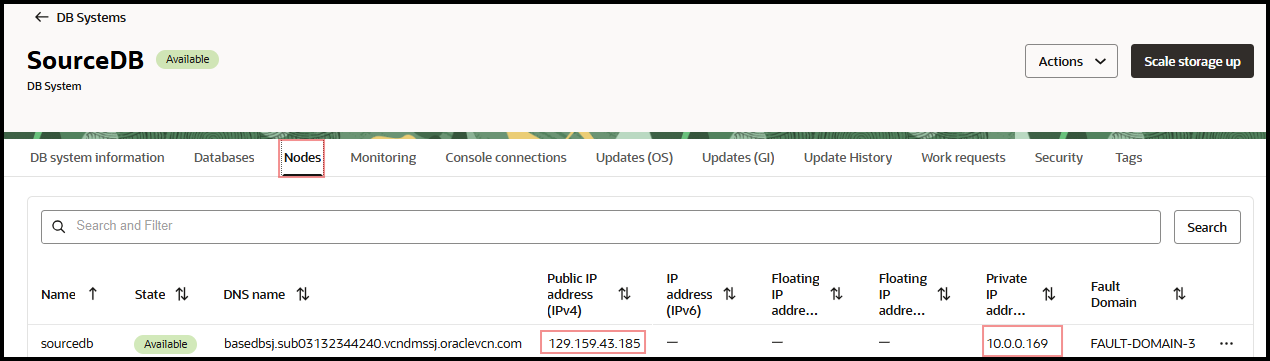 ← DB Systems
SourceDB Available
DB System
Actions Scale storage up
DB system information Databases Nodes Monitoring Console connections Updates (OS) Updates (GI) Update History Work requests Security Tags
Search and Filter Search
Name State DNS name Public IP address (IPv4) IP address (IPv6) Floating IP addre... Floating IP addre... Private IP addr... Fault Domain
sourcedb Available basedbsj.sub03132344240.vcndmssj.oraclevcn.com 129.159.43.185 — — — 10.0.0.169 FAULT-DOMAIN-3 ...